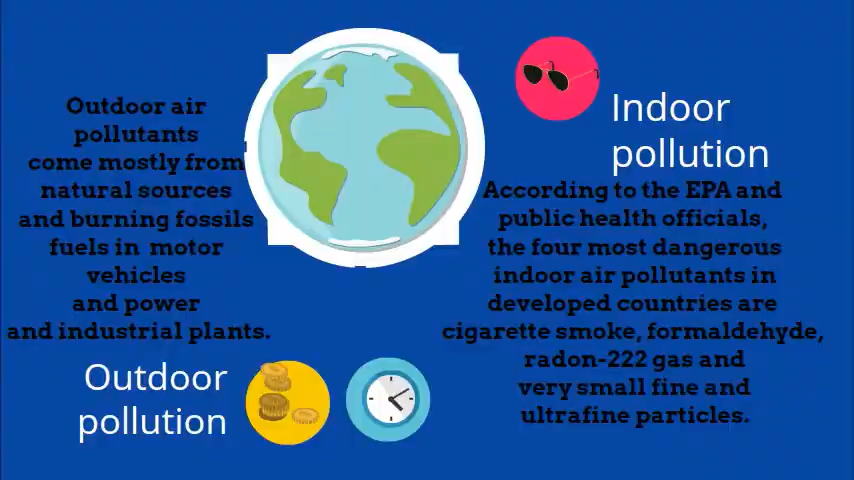 Outdoor air
pollutants
come mostly from
natural sources
and burning fossils
fuels in motor
vehicles
and power
and industrial plants.
Outdoor
pollution
Indoor
pollution
According to the EPA and
public health officials,
the four most dangerous
indoor air pollutants in
developed countries are
cigarette smoke, formaldehyde,
radon-222 gas and
very small fine and
ultrafine particles.